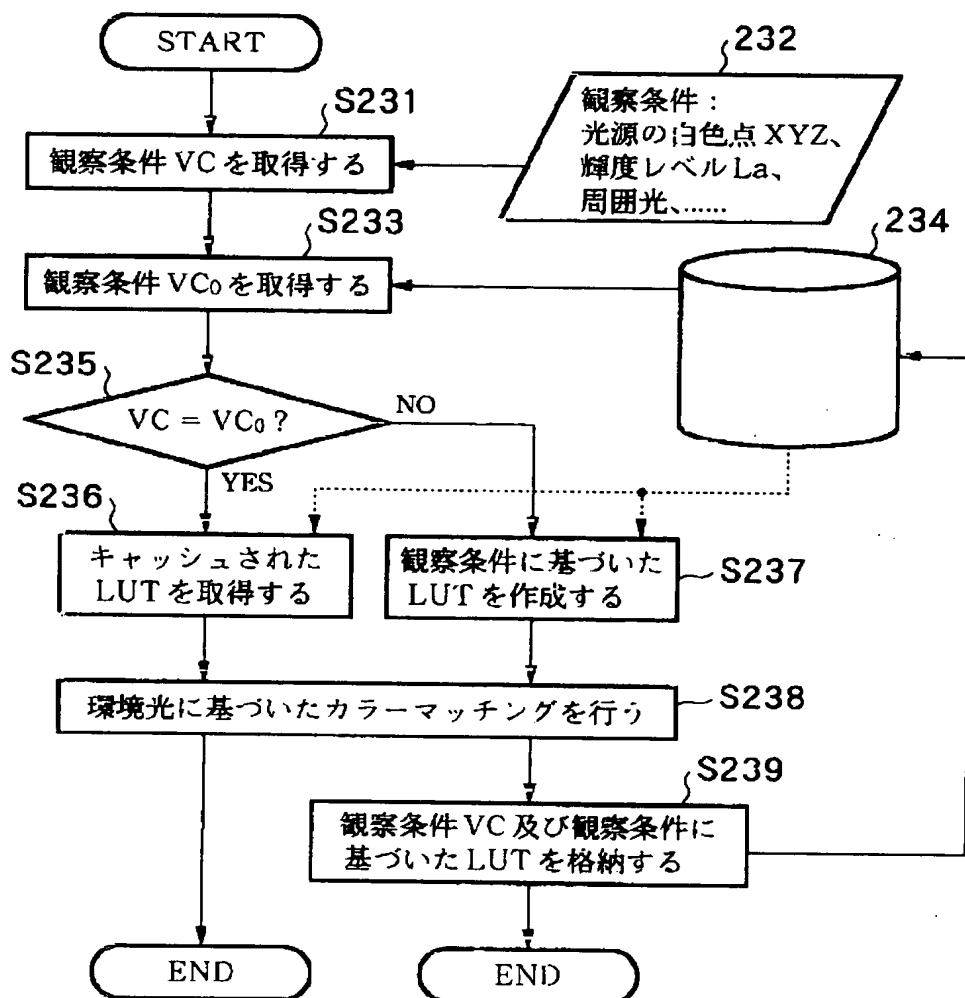 START
232
S231
観察条件：
光源の白色点 XYZ、
輝度レベル La、
周囲光、......
観察条件 VC を取得する
S233
234
観察条件 VC₀ を取得する
S235
VC = VC₀ ?
NO
YES
S236
キャッシュされた
LUT を取得する
観察条件に基づいた
LUT を作成する
S237
環境光に基づいたカラーマッチングを行う
S238
S239
観察条件 VC 及び観察条件に
基づいた LUT を格納する
END
END